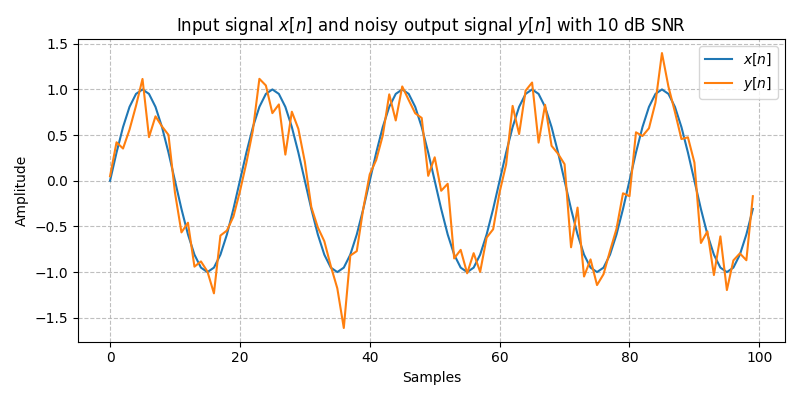 Input signal x[n] and noisy output signal y[n] with 10 dB SNR
x[n]
y[n]
1.5
1.0
0.5
0.0
−0.5
−1.0
−1.5
Amplitude
0 20 40 60 80 100
Samples